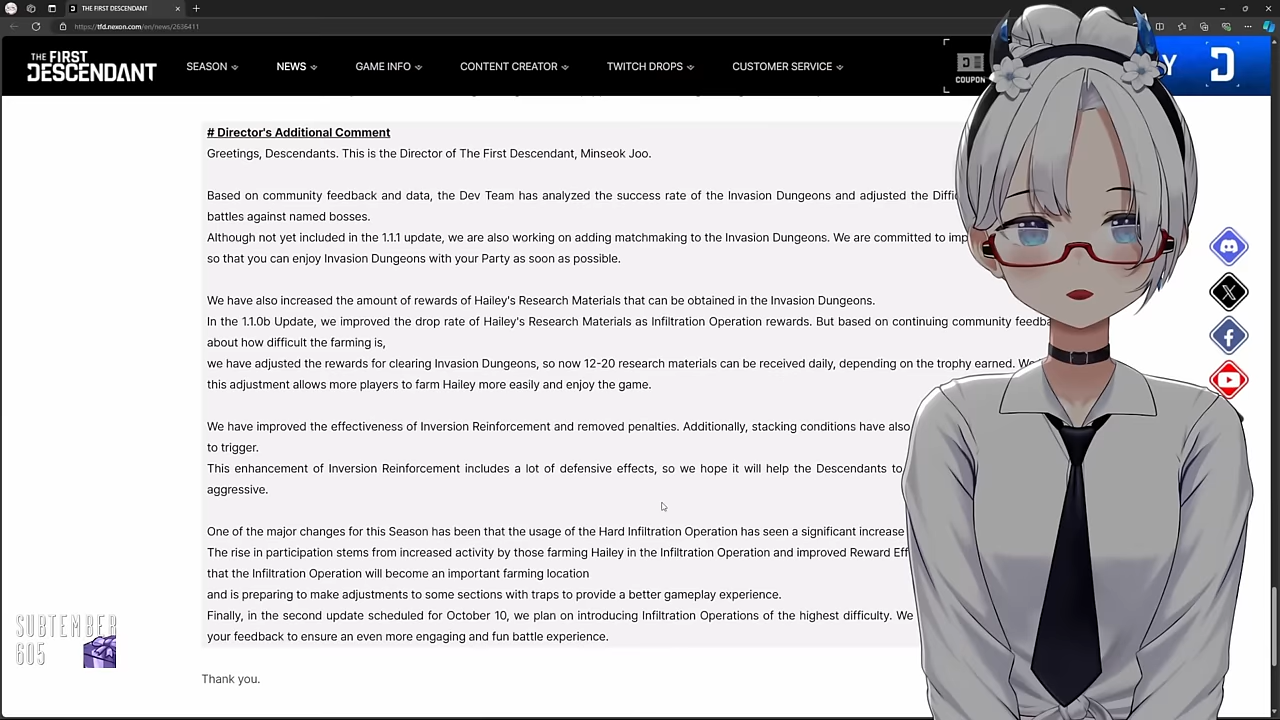 THE FIRST DESCENDANT
https://tfd.nexon.com/en/news/2636411
THE FIRST
DESCENDANT
SEASON
NEWS
GAME INFO
CONTENT CREATOR
TWITCH DROPS
CUSTOMER SERVICE
COUPON
Y
# Director's Additional Comment
Greetings, Descendants. This is the Director of The First Descendant, Minseok Joo.
Based on community feedback and data, the Dev Team has analyzed the success rate of the Invasion Dungeons and adjusted the
battles against named bosses.
Although not yet included in the 1.1.1 update, we are also working on adding matchmaking to the Invasion Dungeons. We are committed to
so that you can enjoy Invasion Dungeons with your Party as soon as possible.
We have also increased the amount of rewards of Hailey's Research Materials that can be obtained in the Invasion Dungeons.
In the 1.1.0b Update, we improved the drop rate of Hailey's Research Materials as Infiltration Operation rewards. But based on continuing community
about how difficult the farming is,
we have adjusted the rewards for clearing Invasion Dungeons, so now 12-20 research materials can be received daily, depending on the trophy earned.
this adjustment allows more players to farm Hailey more easily and enjoy the game.
We have improved the effectiveness of Inversion Reinforcement and removed penalties. Additionally, stacking conditions have also
to trigger.
This enhancement of Inversion Reinforcement includes a lot of defensive effects, so we hope it will help the Descendants to
aggressive.
One of the major changes for this Season has been that the usage of the Hard Infiltration Operation has seen a significant increase
The rise in participation stems from increased activity by those farming Hailey in the Infiltration Operation and improved Reward
that the Infiltration Operation will become an important farming location
and is preparing to make adjustments to some sections with traps to provide a better gameplay experience.
Finally, in the second update scheduled for October 10, we plan on introducing Infiltration Operations of the highest difficulty. We
your feedback to ensure an even more engaging and fun battle experience.
Thank you.
SUBTEMBER
605